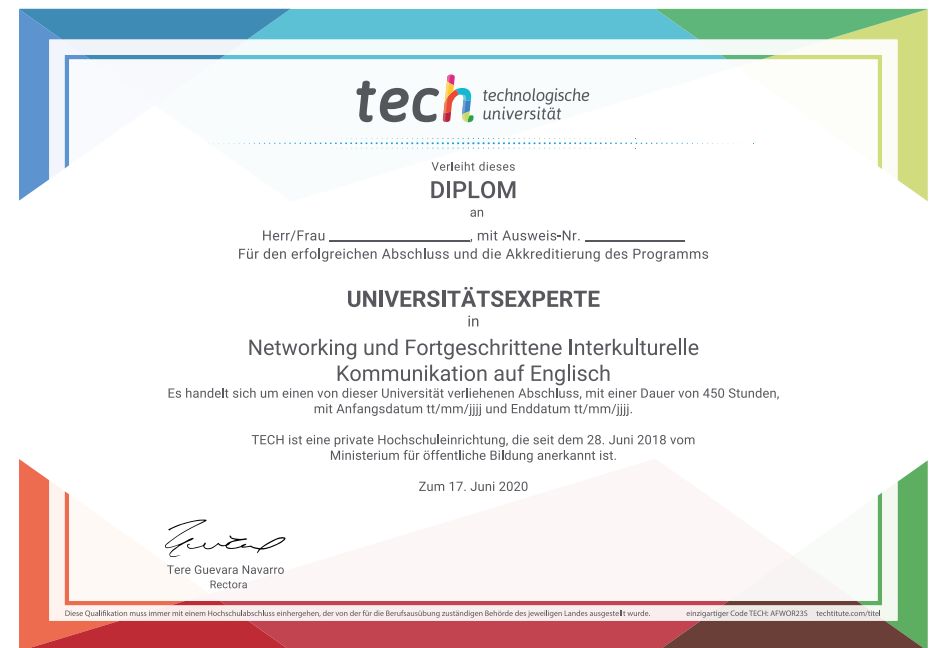 tech technologische
universität
Verleiht dieses
DIPLOM
an
Herr/Frau ____________________, mit Ausweis-Nr. ______________
Für den erfolgreichen Abschluss und die Akkreditierung des Programms
UNIVERSITÄTSEXPERTE
in
Networking und Fortgeschrittene Interkulturelle
Kommunikation auf Englisch
Es handelt sich um einen von dieser Universität verliehenen Abschluss, mit einer Dauer von 450 Stunden,
mit Anfangsdatum tt/mm/jjjj und Enddatum tt/mm/jjjj.
TECH ist eine private Hochschuleinrichtung, die seit dem 28. Juni 2018 vom
Ministerium für öffentliche Bildung anerkannt ist.
Zum 17. Juni 2020
Tere Guevara Navarro
Rectora
Diese Qualifikation muss immer mit einem Hochschulabschluss einhergehen, der von der für die Berufsausübung zuständigen Behörde des jeweiligen Landes ausgestellt wurde. einzigartiger Code TECH: AFWOR23S techtitute.com/titel